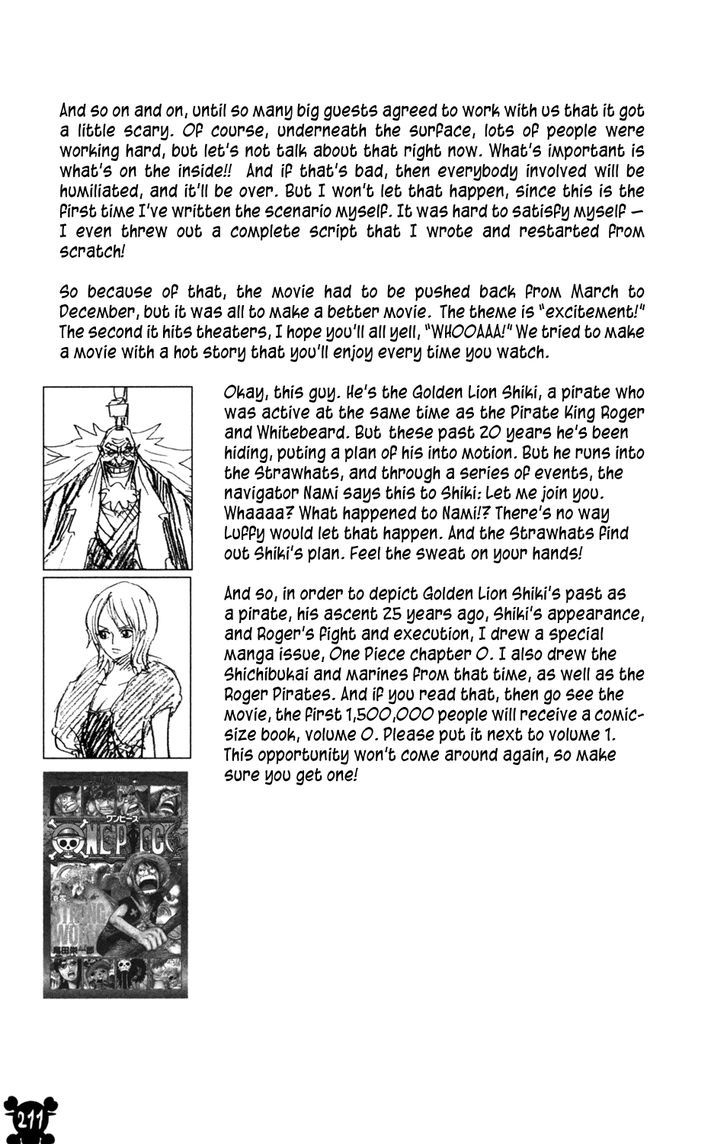 And so on and on, until so many big guests agreed to work with us that it got
a little scary. Of course, underneath the surface, lots of people were
working hard, but let's not talk about that right now. What's important is
what's on the inside!! And if that's bad, then everybody involved will be
humiliated, and it'll be over. But I won't let that happen, since this is the
first time I've written the scenario myself. It was hard to satisfy myself —
I even threw out a complete script that I wrote and restarted from
scratch!
So because of that, the movie had to be pushed back from March to
December, but it was all to make a better movie. The theme is "excitement!"
The second it hits theaters, I hope you'll all yell, "WHOOAAA!" We tried to make
a movie with a hot story that you'll enjoy every time you watch.
Okay, this guy. He's the Golden Lion Shiki, a pirate who
was active at the same time as the Pirate King Roger
and Whitebeard. But these past 20 years he's been
hiding, puting a plan of his into motion. But he runs into
the Strawhats, and through a series of events, the
navigator Nami says this to Shiki: Let me join you.
Whaaaa? What happened to Nami!? There's no way
Luffy would let that happen. And the Strawhats find
out Shiki's plan. Feel the sweat on your hands!
And so, in order to depict Golden Lion Shiki's past as
a pirate, his ascent 25 years ago, Shiki's appearance,
and Roger's fight and execution, I drew a special
manga issue, One Piece chapter 0. I also drew the
Shichibukai and marines from that time, as well as the
Roger Pirates. And if you read that, then go see the
movie, the first 1,500,000 people will receive a comic-
size book, volume 0. Please put it next to volume 1.
This opportunity won't come around again, so make
sure you get one!
ワンピース
ONE PIECE
STRONG
WORLD
尾田栄一郎
211